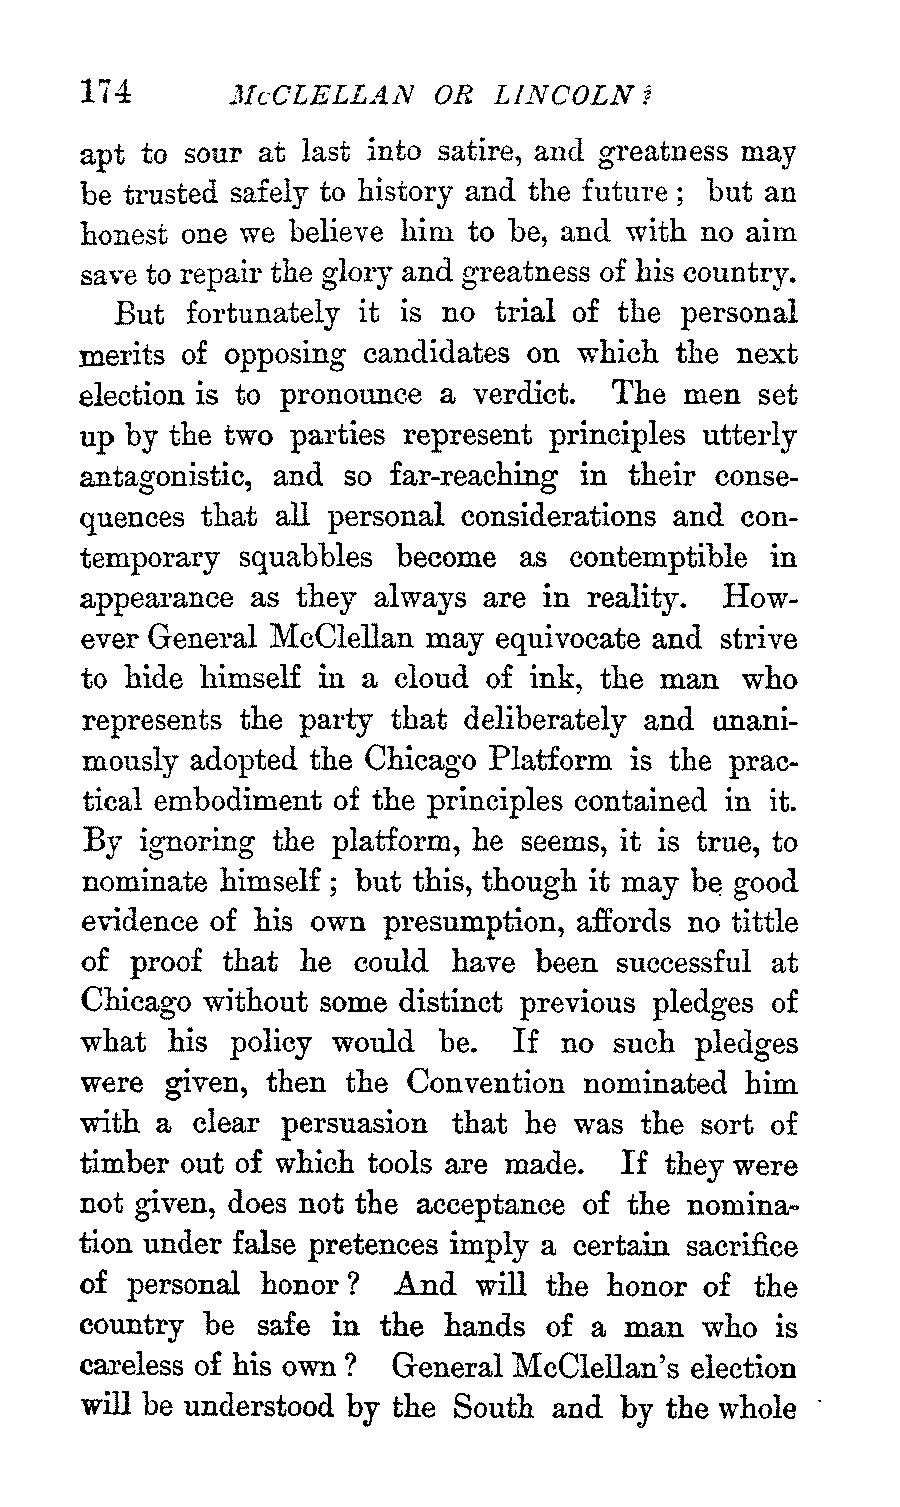 174 McCLELLAN OR LINCOLN?
apt to sour at last into satire, and greatness may
be trusted safely to history and the future ; but an
honest one we believe him to be, and with no aim
save to repair the glory and greatness of his country.
But fortunately it is no trial of the personal
merits of opposing candidates on which the next
election is to pronounce a verdict. The men set
up by the two parties represent principles utterly
antagonistic, and so far-reaching in their conse-
quences that all personal considerations and con-
temporary squabbles become as contemptible in
appearance as they always are in reality. How-
ever General McClellan may equivocate and strive
to hide himself in a cloud of ink, the man who
represents the party that deliberately and unani-
mously adopted the Chicago Platform is the prac-
tical embodiment of the principles contained in it.
By ignoring the platform, he seems, it is true, to
nominate himself ; but this, though it may be good
evidence of his own presumption, affords no tittle
of proof that he could have been successful at
Chicago without some distinct previous pledges of
what his policy would be. If no such pledges
were given, then the Convention nominated him
with a clear persuasion that he was the sort of
timber out of which tools are made. If they were
not given, does not the acceptance of the nomina-
tion under false pretences imply a certain sacrifice
of personal honor ? And will the honor of the
country be safe in the hands of a man who is
careless of his own ? General McClellan's election
will be understood by the South and by the whole